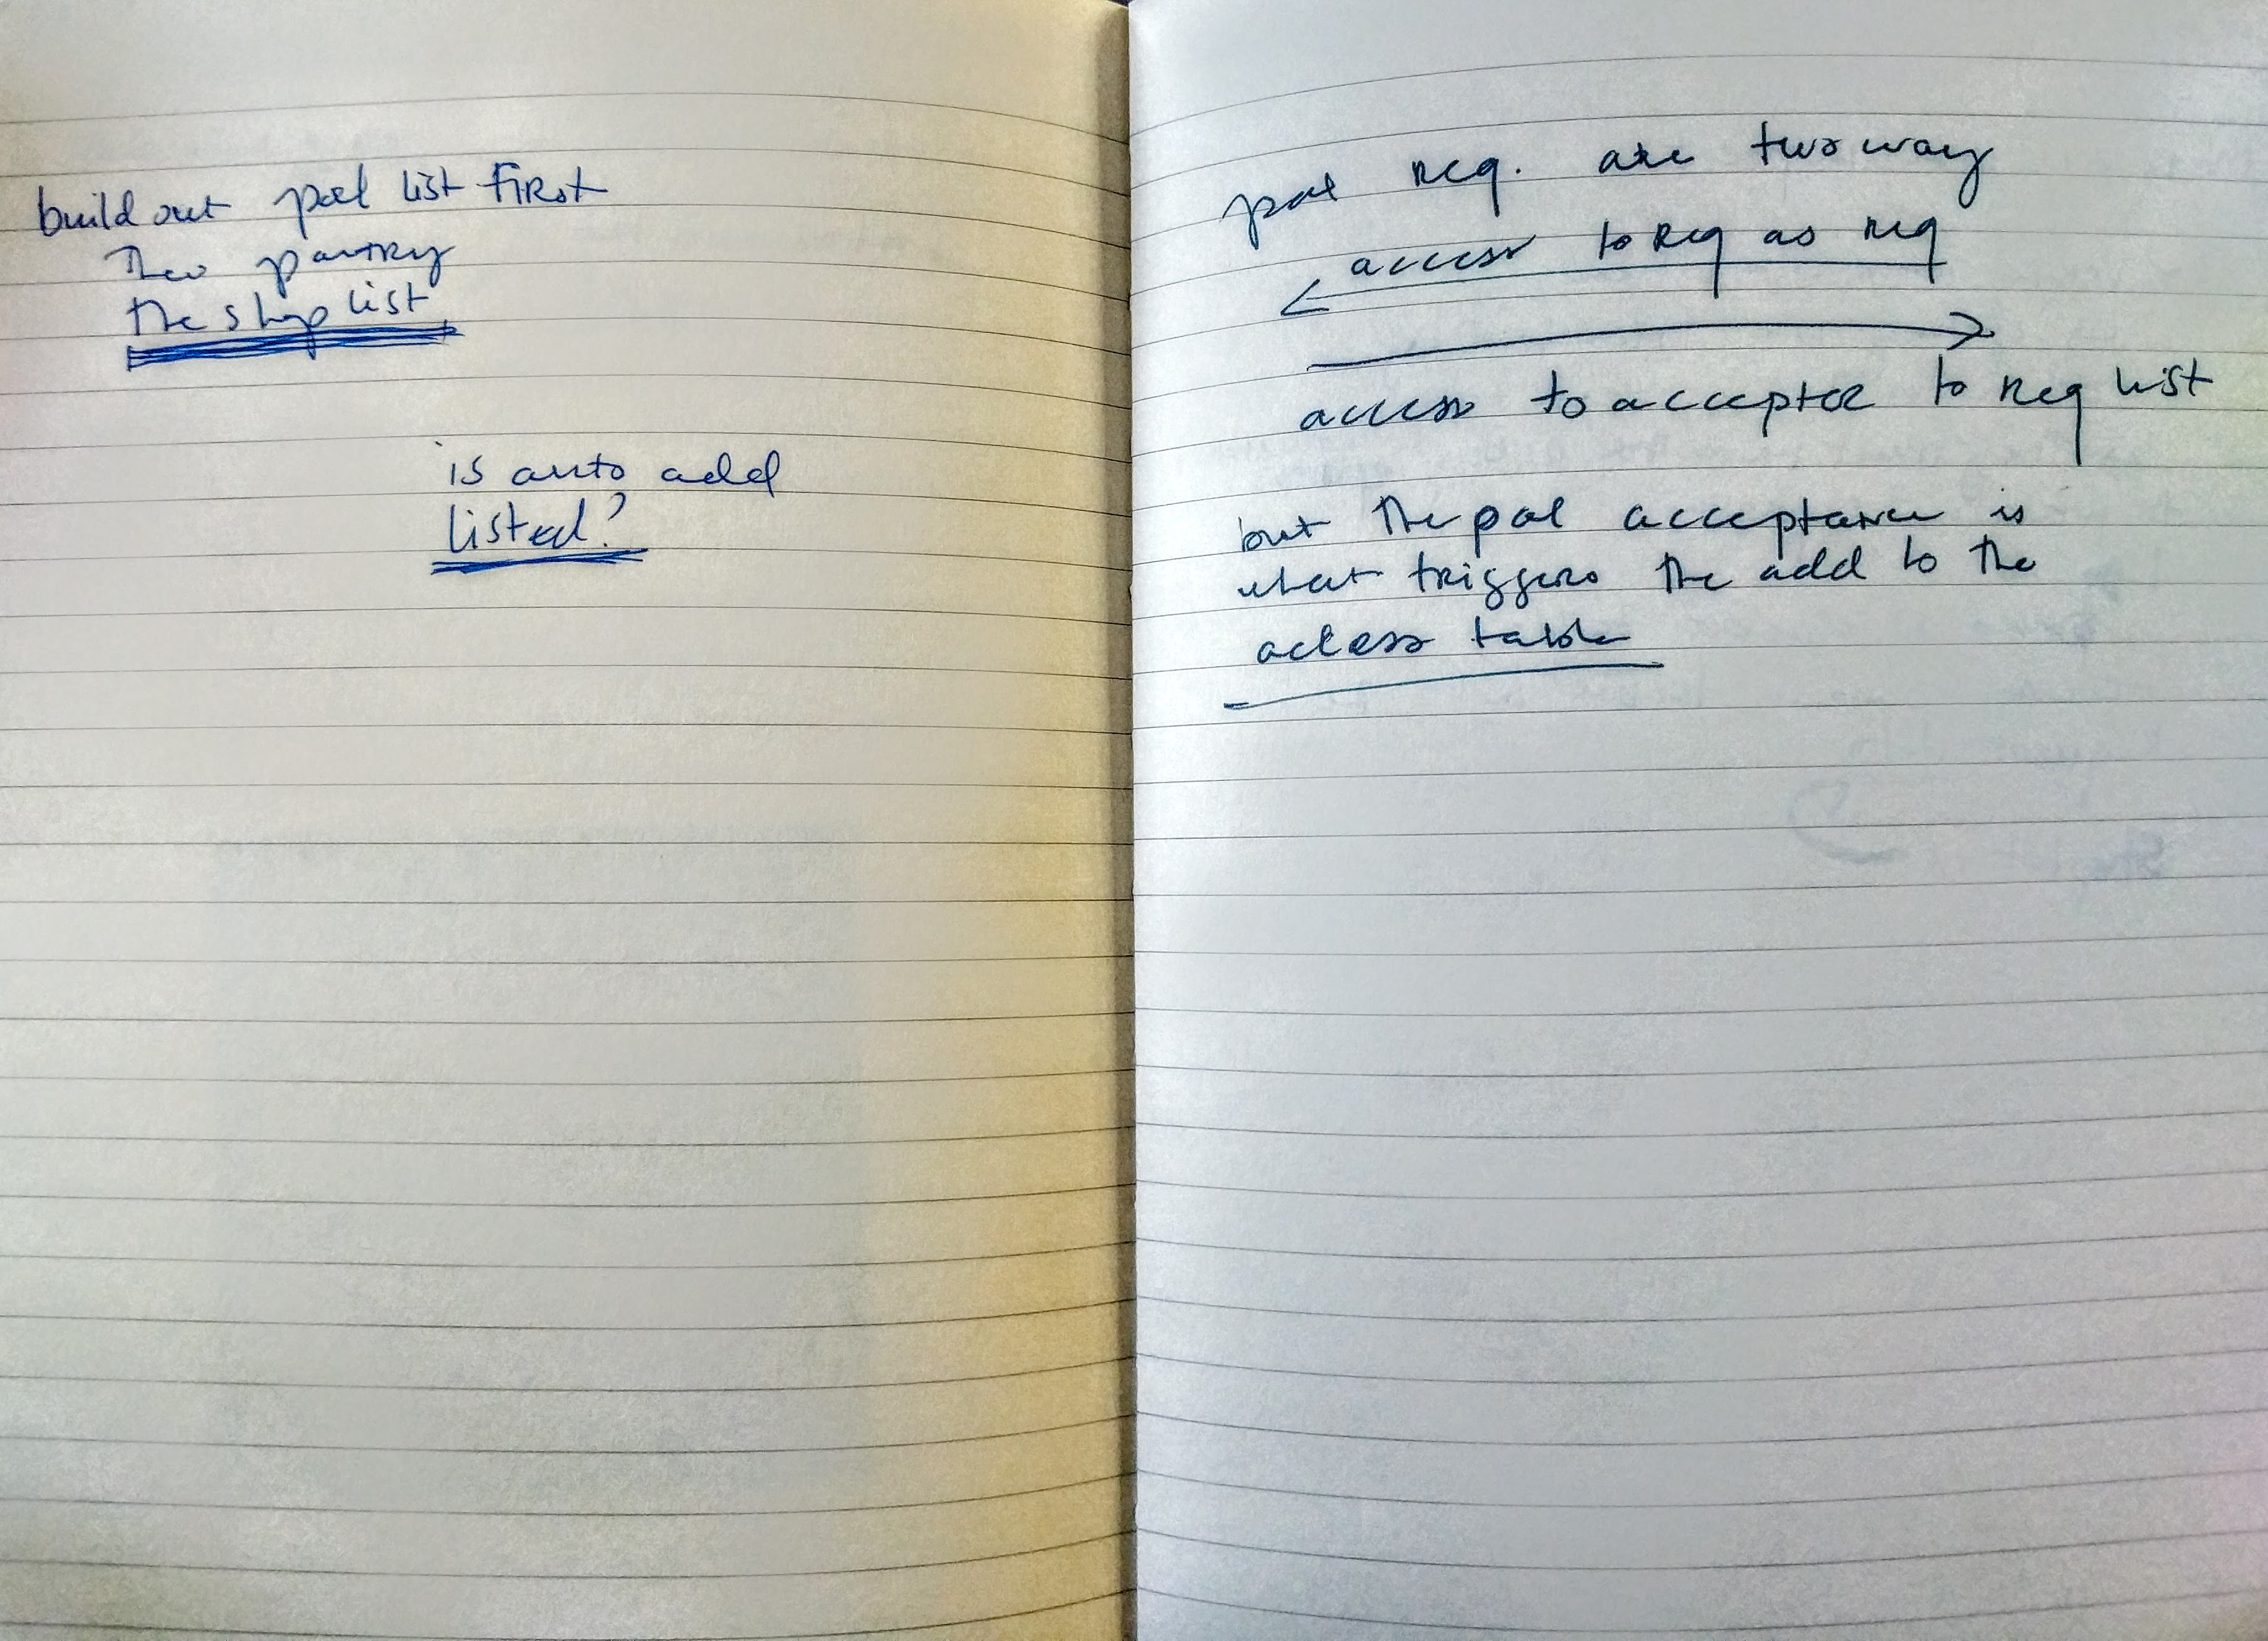 build out pal list first
then pantry
the shop list
is auto add
listed?
pal req. are two way
access to req as req
access to acceptor to req list
but the pal acceptance is
what triggers the add to the
access table